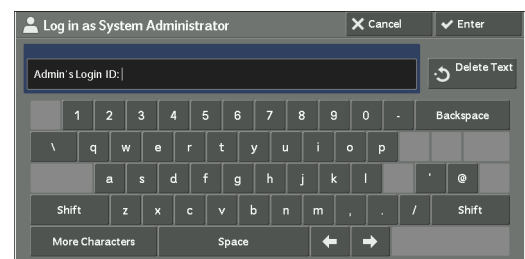 Log in as System Administrator Cancel Enter
Admin's Login ID: Delete Text
1 2 3 4 5 6 7 8 9 0 - Backspace
\ q w e r t y u i o p
a s d f g h j k l ' @
Shift z x c v b n m , . / Shift
More Characters Space